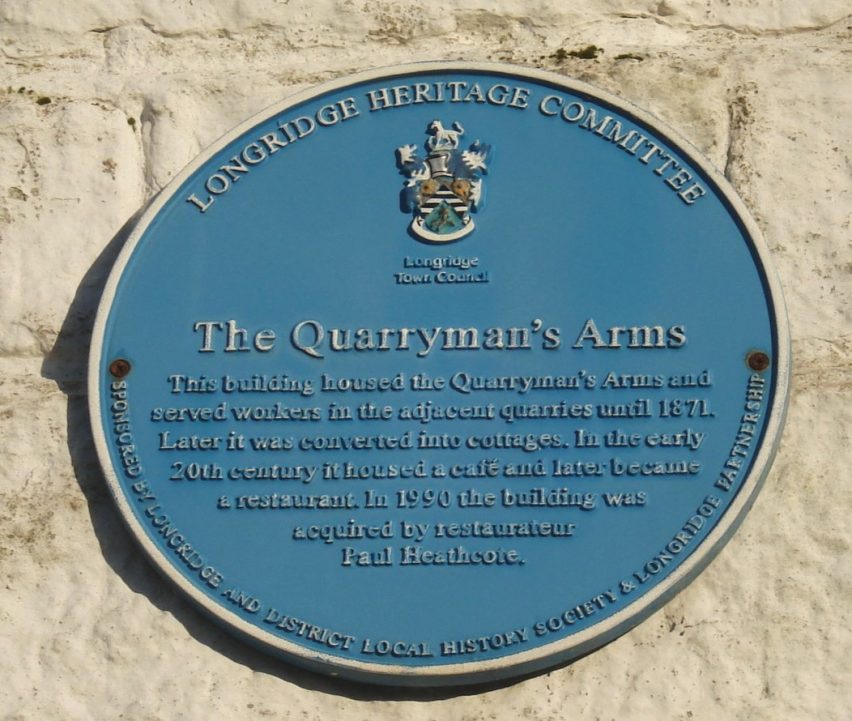 LONGRIDGE HERITAGE COMMITTEE
Longridge
Town Council
The Quarryman's Arms
This building housed the Quarryman's Arms and
served workers in the adjacent quarries until 1871.
Later it was converted into cottages. In the early
20th century it housed a café and later became
a restaurant. In 1990 the building was
acquired by restaurateur
Paul Heathcote.
SPONSORED BY LONGRIDGE AND DISTRICT LOCAL HISTORY SOCIETY & LONGRIDGE PARTNERSHIP